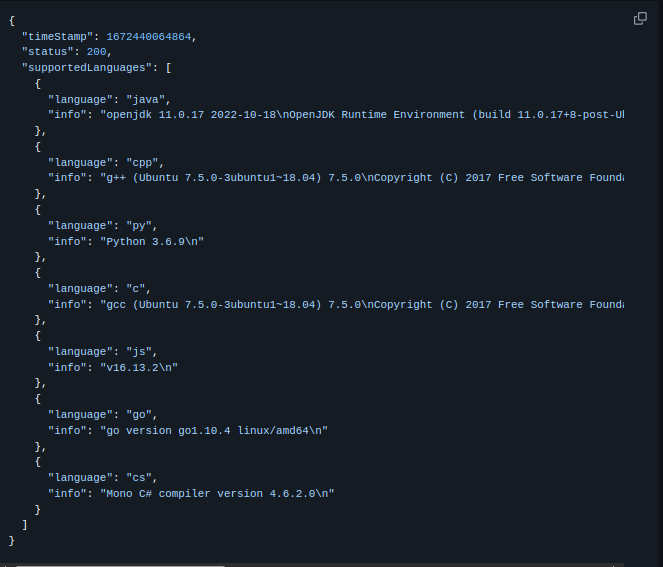 {
  "timeStamp": 1672440064864,
  "status": 200,
  "supportedLanguages": [
    {
      "language": "java",
      "info": "openjdk 11.0.17 2022-10-18\nOpenJDK Runtime Environment (build 11.0.17+8-post-U
    },
    {
      "language": "cpp",
      "info": "g++ (Ubuntu 7.5.0-3ubuntu1~18.04) 7.5.0\nCopyright (C) 2017 Free Software Founda
    },
    {
      "language": "py",
      "info": "Python 3.6.9\n"
    },
    {
      "language": "c",
      "info": "gcc (Ubuntu 7.5.0-3ubuntu1~18.04) 7.5.0\nCopyright (C) 2017 Free Software Founda
    },
    {
      "language": "js",
      "info": "v16.13.2\n"
    },
    {
      "language": "go",
      "info": "go version go1.10.4 linux/amd64\n"
    },
    {
      "language": "cs",
      "info": "Mono C# compiler version 4.6.2.0\n"
    }
  ]
}